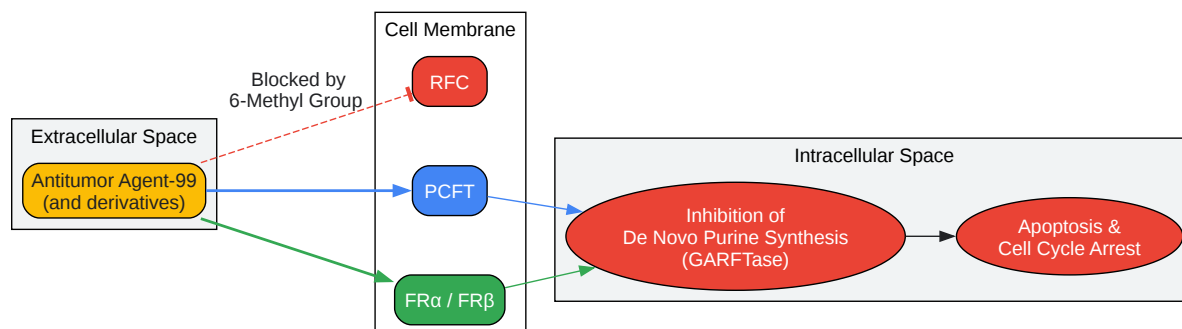 Cell Membrane
RFC
Blocked by
6-Methyl Group
Extracellular Space
Antitumor Agent-99
(and derivatives)
PCFT
FRα / FRβ
Intracellular Space
Inhibition of
De Novo Purine Synthesis
(GARFTase)
Apoptosis &
Cell Cycle Arrest